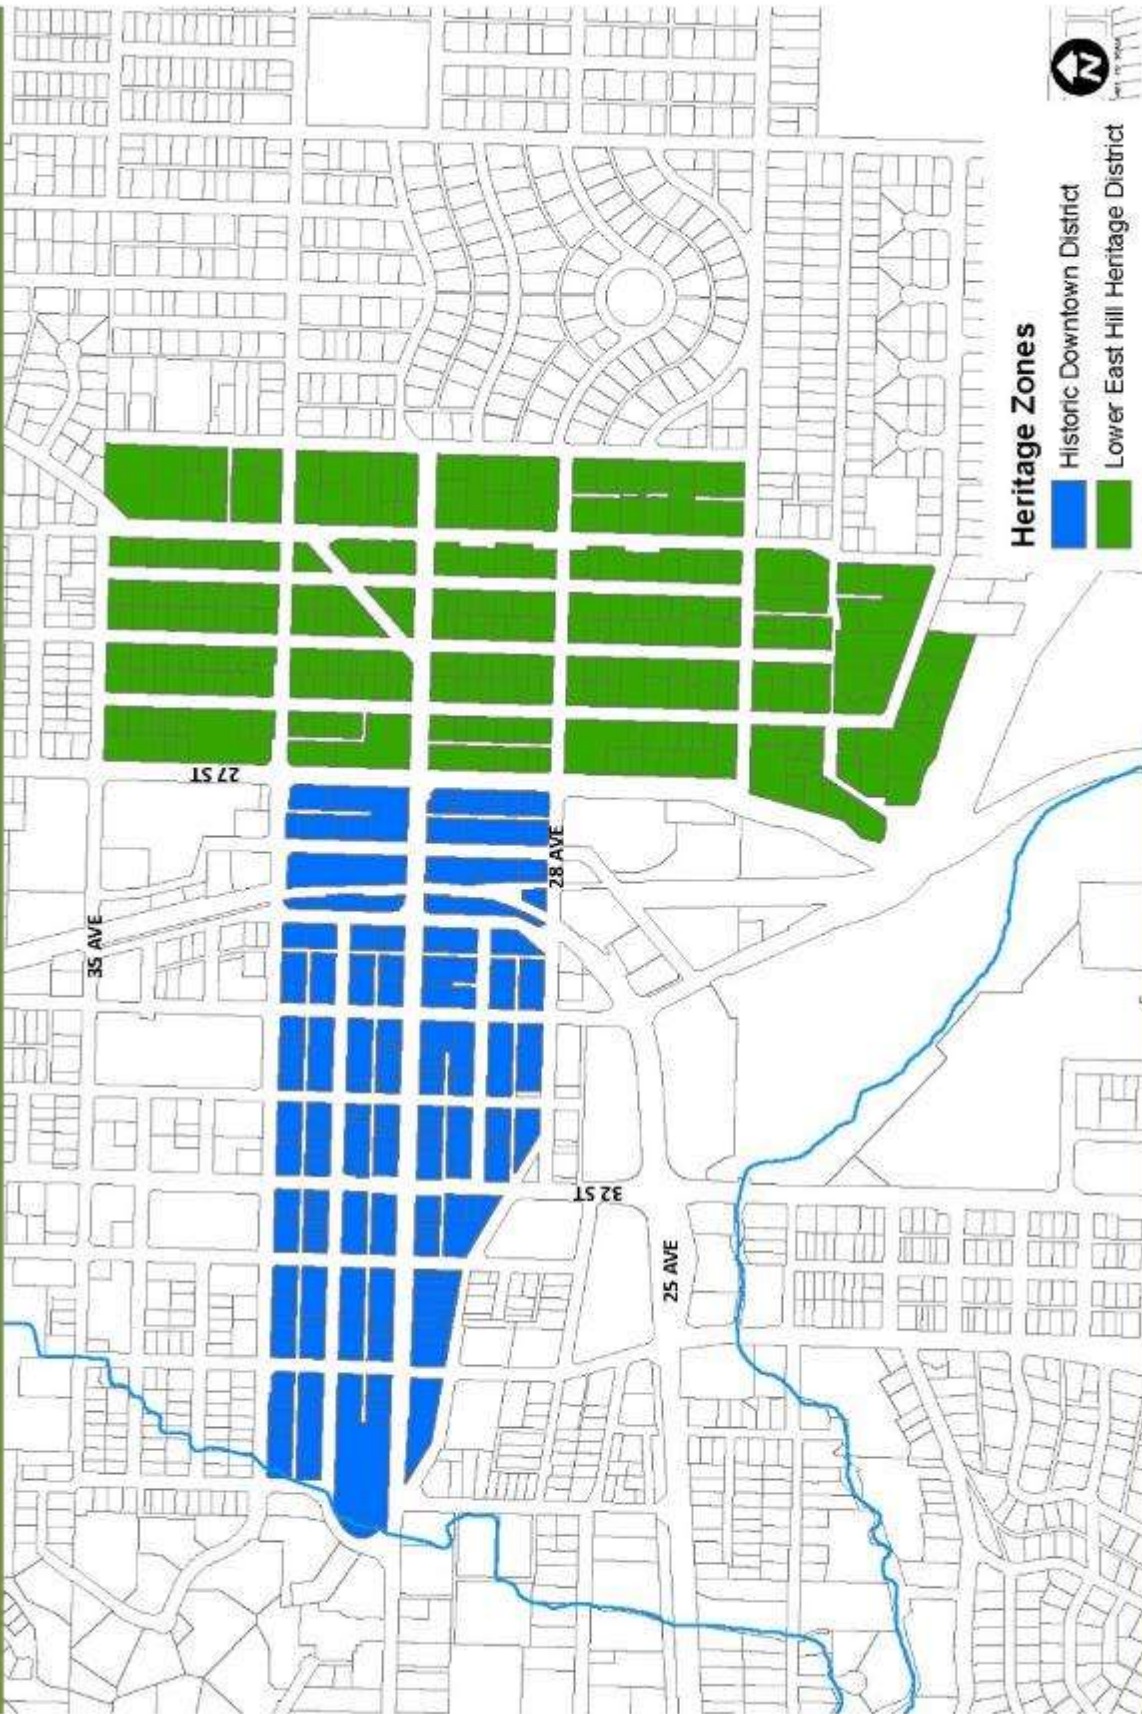 35 AVE
27 ST
28 AVE
32 ST
25 AVE
Heritage Zones
Historic Downtown District
Lower East Hill Heritage District
N